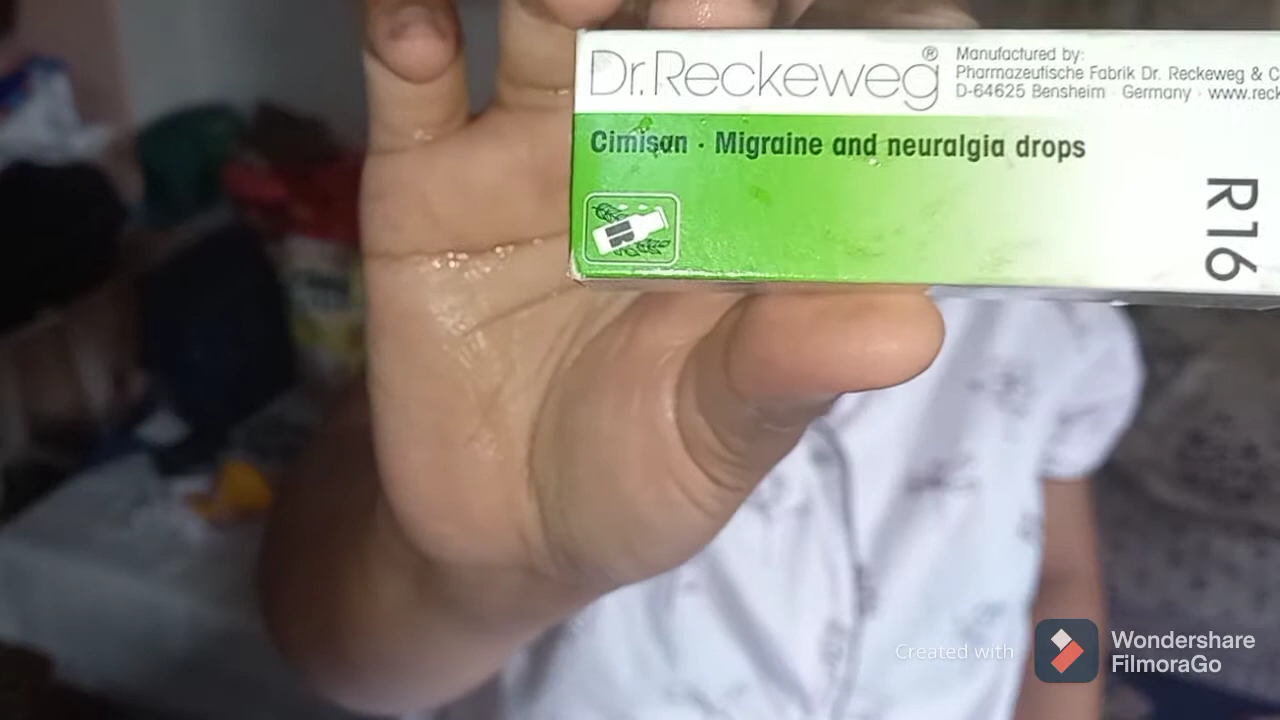 Dr.Reckeweg®
Manufactured by:
Pharmazeutische Fabrik Dr. Reckeweg & C
D-64625 Bensheim · Germany · www.reck
Cimisan · Migraine and neuralgia drops
R16
Created with
Wondershare
FilmoraGo